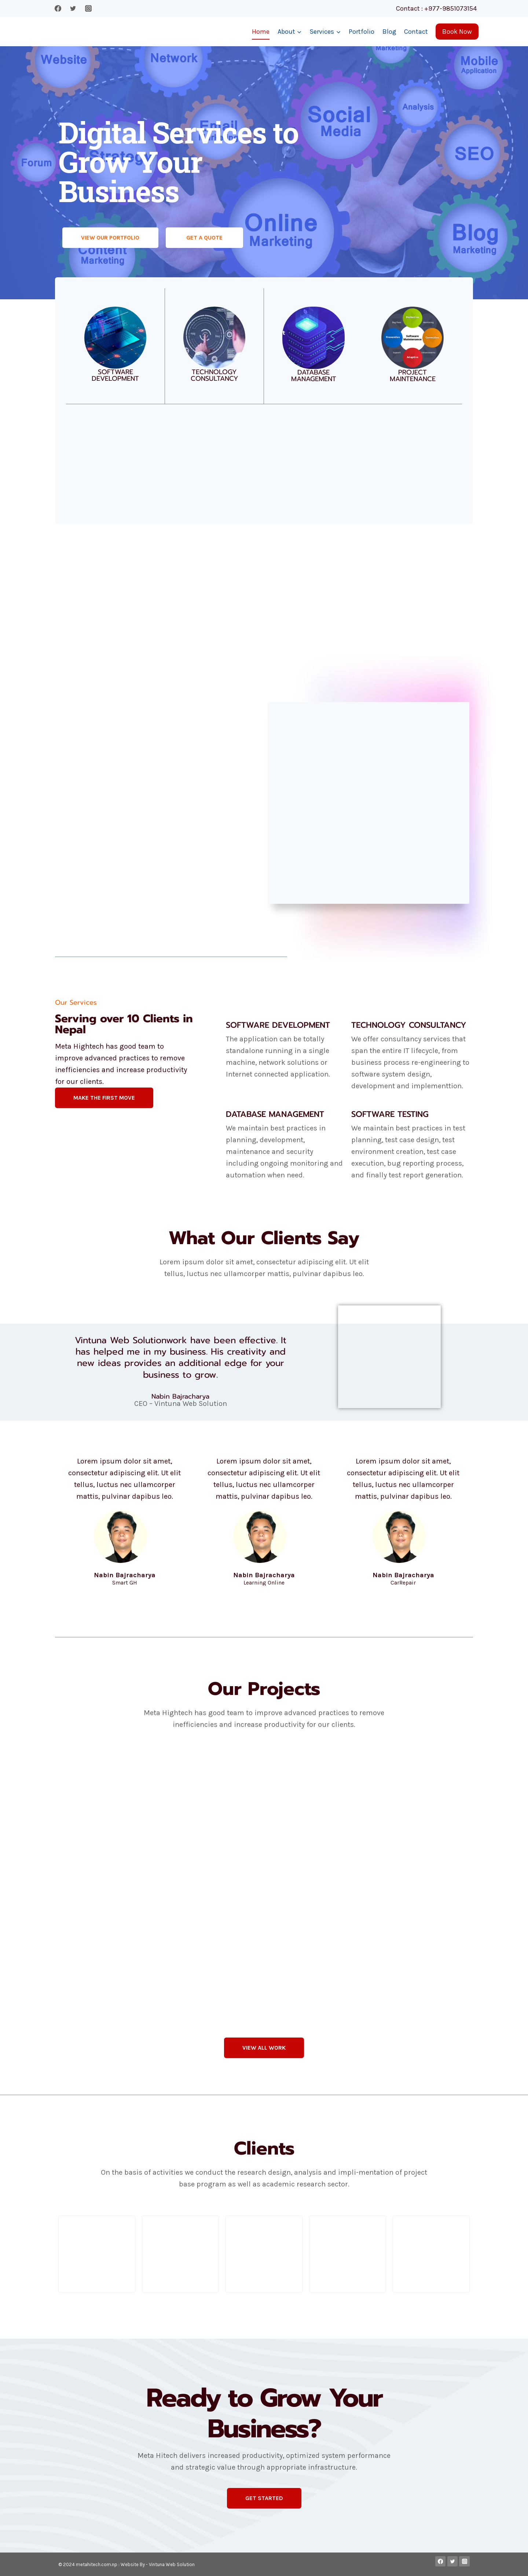 Contact : +977-9851073154
Home About Services Portfolio Blog Contact Book Now
Website
Network
Marketing
Mobile
Application
Email
Social
Media
Analysis
SEO
Forum
Strategy
Digital Services to
Grow Your
Business
Online
Marketing
Blog
Marketing
Content
Marketing
VIEW OUR PORTFOLIO
GET A QUOTE
SOFTWARE
DEVELOPMENT
TECHNOLOGY
CONSULTANCY
DATABASE
MANAGEMENT
PROJECT
MAINTENANCE
Software
Maintenance
Our Services
Serving over 10 Clients in
Nepal
Meta Hightech has good team to
improve advanced practices to remove
inefficiencies and increase productivity
for our clients.
MAKE THE FIRST MOVE
SOFTWARE DEVELOPMENT
The application can be totally
standalone running in a single
machine, network solutions or
Internet connected application.
TECHNOLOGY CONSULTANCY
We offer consultancy services that
span the entire IT lifecycle, from
business process re-engineering to
software system design,
development and implementtion.
DATABASE MANAGEMENT
We maintain best practices in
planning, development,
maintenance and security
including ongoing monitoring and
automation when need.
SOFTWARE TESTING
We maintain best practices in test
planning, test case design, test
environment creation, test case
execution, bug reporting process,
and finally test report generation.
What Our Clients Say
Lorem ipsum dolor sit amet, consectetur adipiscing elit. Ut elit
tellus, luctus nec ullamcorper mattis, pulvinar dapibus leo.
Vintuna Web Solutionwork have been effective. It
has helped me in my business. His creativity and
new ideas provides an additional edge for your
business to grow.
Nabin Bajracharya
CEO – Vintuna Web Solution
Lorem ipsum dolor sit amet,
consectetur adipiscing elit. Ut elit
tellus, luctus nec ullamcorper
mattis, pulvinar dapibus leo.
Nabin Bajracharya
Smart GH
Lorem ipsum dolor sit amet,
consectetur adipiscing elit. Ut elit
tellus, luctus nec ullamcorper
mattis, pulvinar dapibus leo.
Nabin Bajracharya
Learning Online
Lorem ipsum dolor sit amet,
consectetur adipiscing elit. Ut elit
tellus, luctus nec ullamcorper
mattis, pulvinar dapibus leo.
Nabin Bajracharya
CarRepair
Our Projects
Meta Hightech has good team to improve advanced practices to remove
inefficiencies and increase productivity for our clients.
VIEW ALL WORK
Clients
On the basis of activities we conduct the research design, analysis and impli-mentation of project
base program as well as academic research sector.
Ready to Grow Your
Business?
Meta Hitech delivers increased productivity, optimized system performance
and strategic value through appropriate infrastructure.
GET STARTED
© 2024 metahitech.com.np - Website By - Vintuna Web Solution